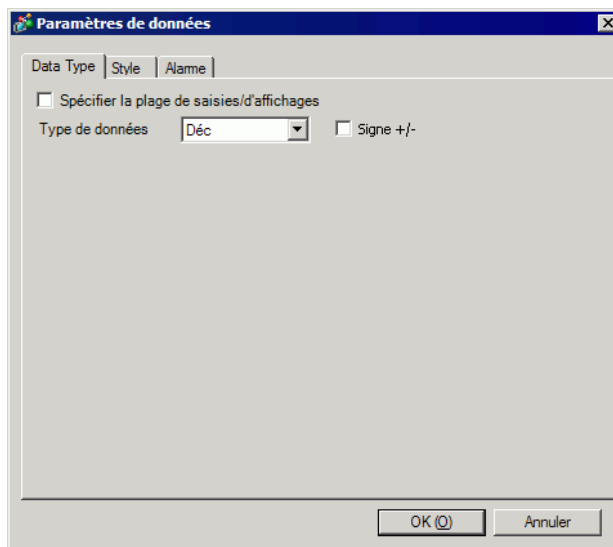 Paramètres de données
Data Type Style Alarme
Spécifier la plage de saisies/d'affichages
Type de données Déc Signe +/-
OK (O) Annuler